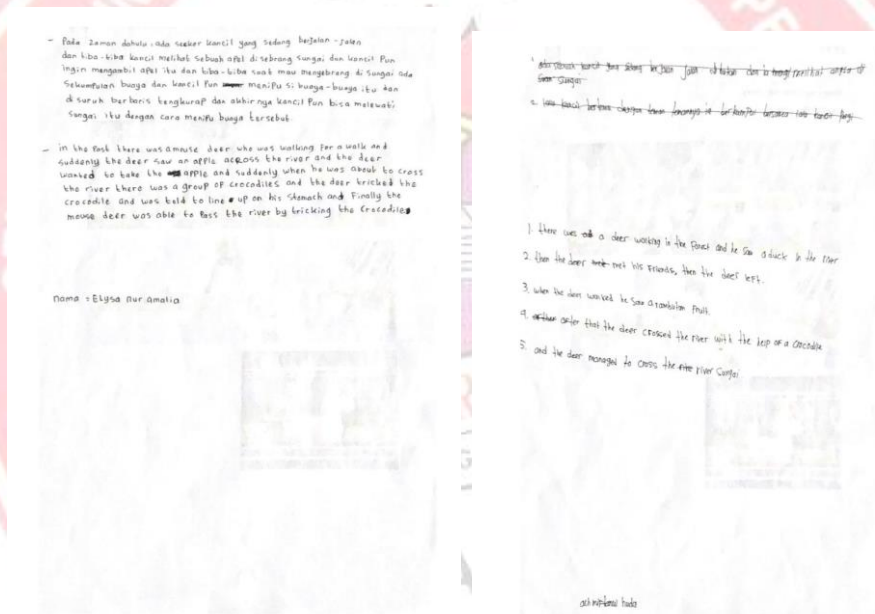 - Pada Zaman dahulu, ada seekor kancil yang sedang berjalan-jalan
dan tiba-tiba kancil melihat sebuah apel di sebrang sungai dan kancil Pun
ingin mengambil apel itu dan tiba-tiba saat mau menyebrang di sungai ada
Sekumpulan buaya dan kancil Pun menipu si buaya-buaya itu dan
di suruh berbaris tengkurap dan akhirnya kancil Pun bisa melewati
Sungai itu dengan cara menipu buaya tersebut
- in the Past there was a mouse deer who was walking For a walk and
suddenly the deer saw an apple across the river and the deer
wanted to take the apple and suddenly when he was about to cross
the river there was a group of crocodiles and the deer tricked the
crocodile and was told to line up on his stomach and Finally the
mouse deer was able to Pass the river by tricking the Crocodile
nama : Elysa nur amalia
1. there was a deer walking in the Forest and he saw a duck in the river
2. then the deer met his Friends, then the deer left.
3. when the deer walked he saw a rambutan Fruit.
4. after that the deer crossed the river with the help of a crocodile
5. and the deer managed to cross the river Sungai